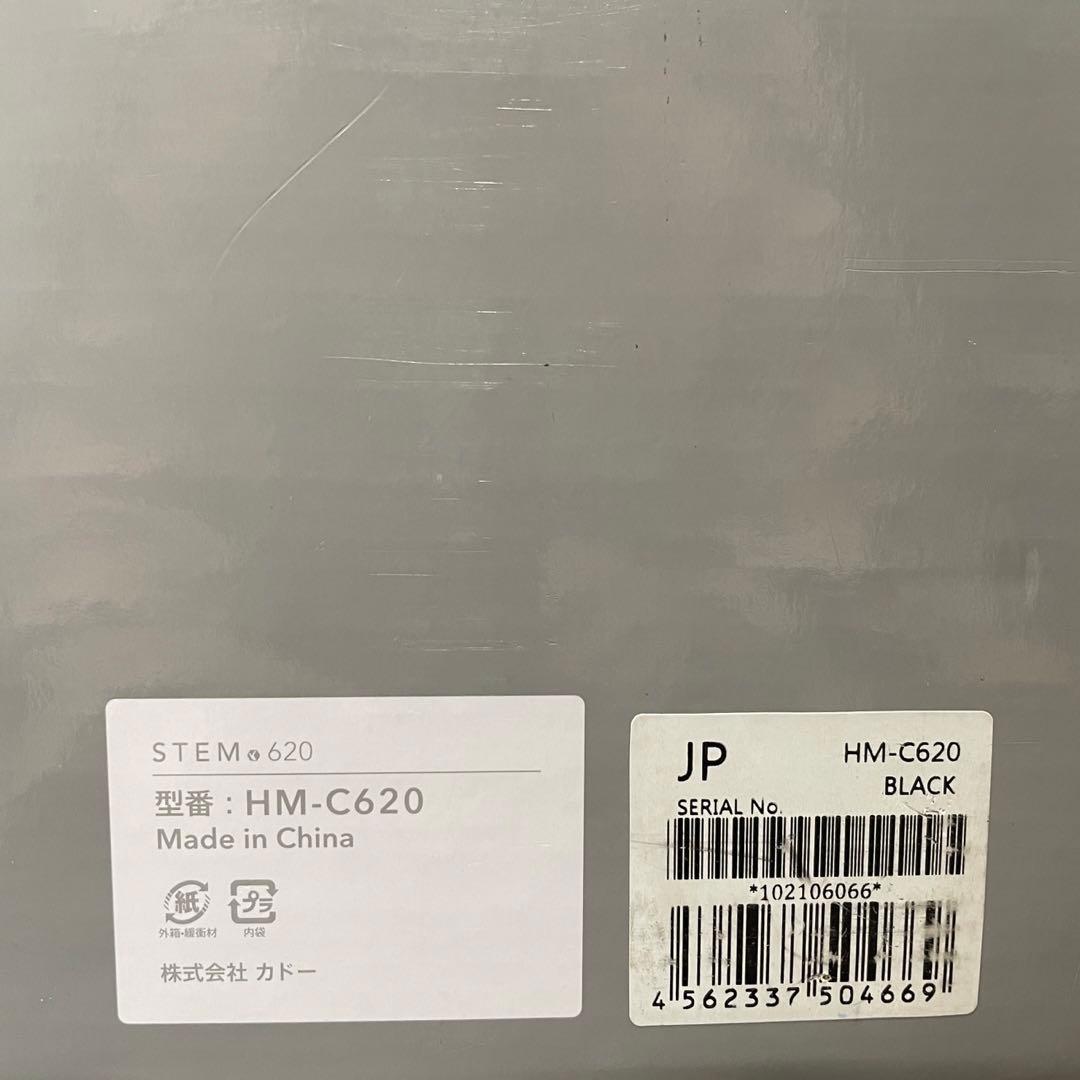 STEM 620
型番：HM-C620
Made in China
紙 プラ
外箱・緩衝材 内袋
株式会社 カドー
JP HM-C620
BLACK
SERIAL No.
*102106066*
4 562337 504669